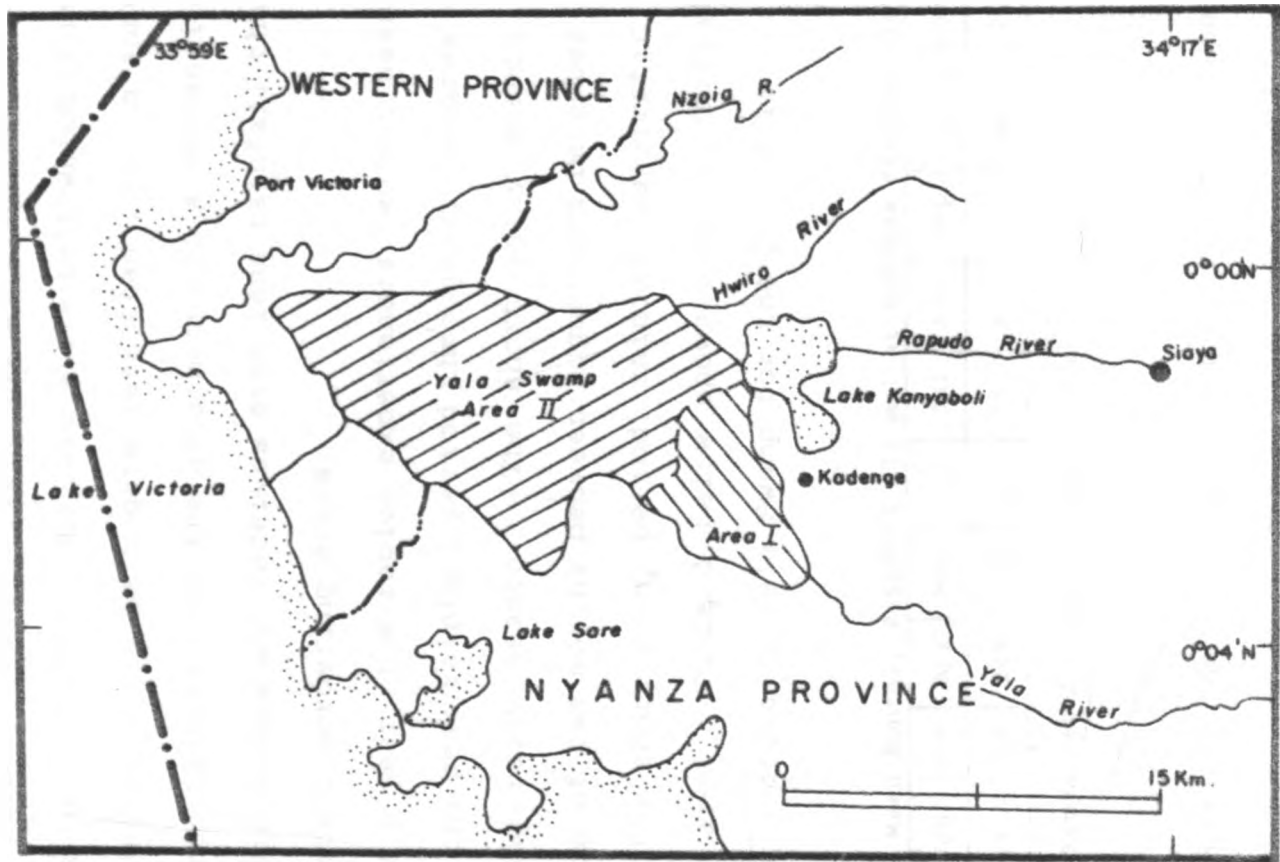 33°59'E
34°17'E
WESTERN PROVINCE
Nzoia R.
Port Victoria
Hwiro River
0°00'N
Rapudo River
Siaya
Yala Swamp
Area II
Lake Kanyaboli
Lake Victoria
Kadenge
Area I
Lake Sare
0°04'N
NYANZA PROVINCE
Yala River
0
15 Km.